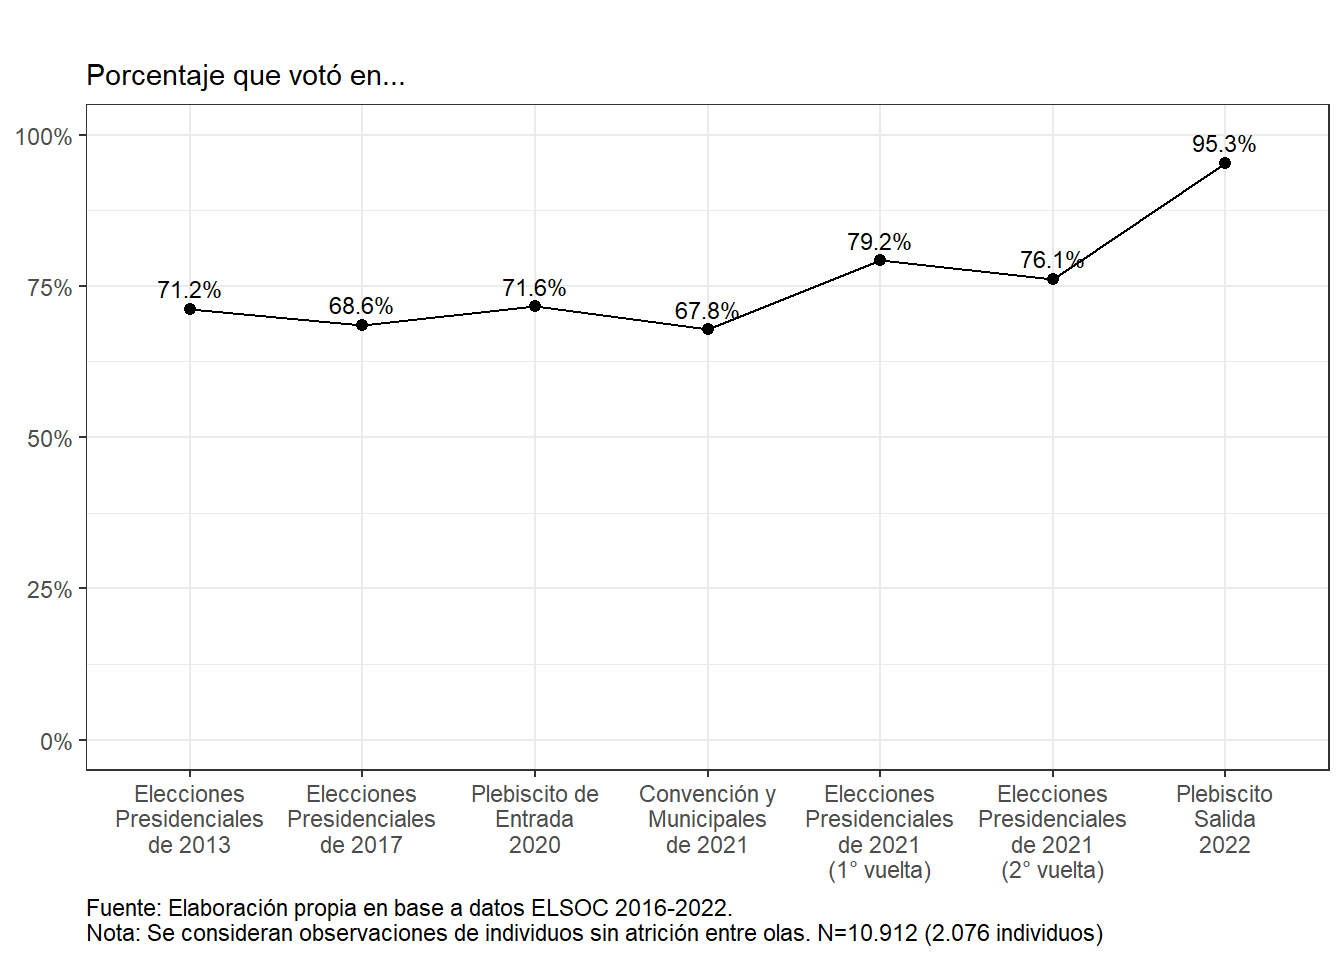 Porcentaje que votó en...
100%
75%
50%
25%
0%
71.2%
68.6%
71.6%
67.8%
79.2%
76.1%
95.3%
Elecciones
Presidenciales
de 2013
Elecciones
Presidenciales
de 2017
Plebiscito de
Entrada
2020
Convención y
Municipales
de 2021
Elecciones
Presidenciales
de 2021
(1° vuelta)
Elecciones
Presidenciales
de 2021
(2° vuelta)
Plebiscito
Salida
2022
Fuente: Elaboración propia en base a datos ELSOC 2016-2022.
Nota: Se consideran observaciones de individuos sin atrición entre olas. N=10.912 (2.076 individuos)